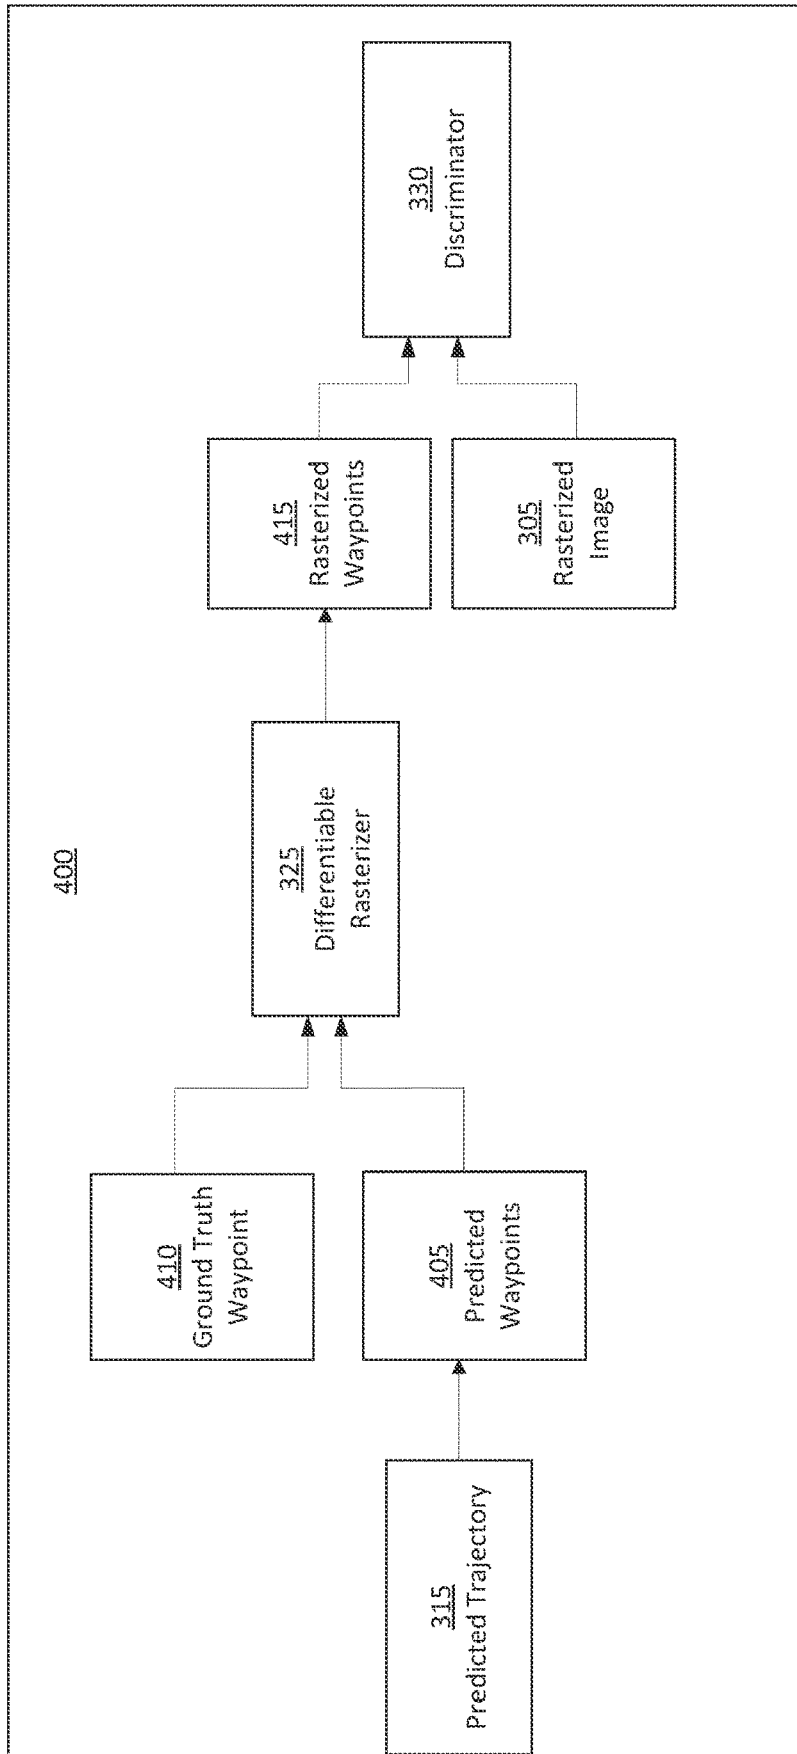 400
315
Predicted Trajectory
410
Ground Truth
Waypoint
405
Predicted
Waypoints
325
Differentiable
Rasterizer
415
Rasterized
Waypoints
305
Rasterized
Image
330
Discriminator